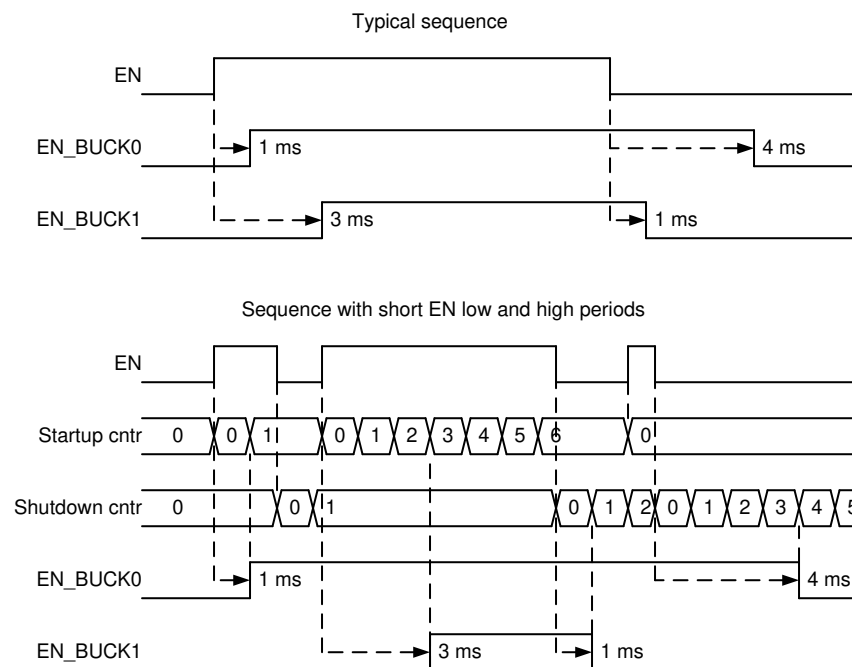 Typical sequence
EN
EN_BUCK0 1 ms 4 ms
EN_BUCK1 3 ms 1 ms
Sequence with short EN low and high periods
EN
Startup cntr 0 0 1 0 1 2 3 4 5 6 0
Shutdown cntr 0 0 1 0 1 2 0 1 2 3 4 5
EN_BUCK0 1 ms 4 ms
EN_BUCK1 3 ms 1 ms